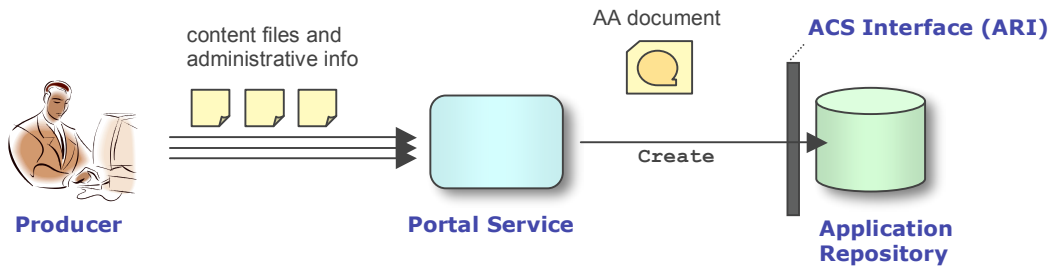 content files and
administrative info
AA document
ACS Interface (ARI)
Create
Producer
Portal Service
Application
Repository